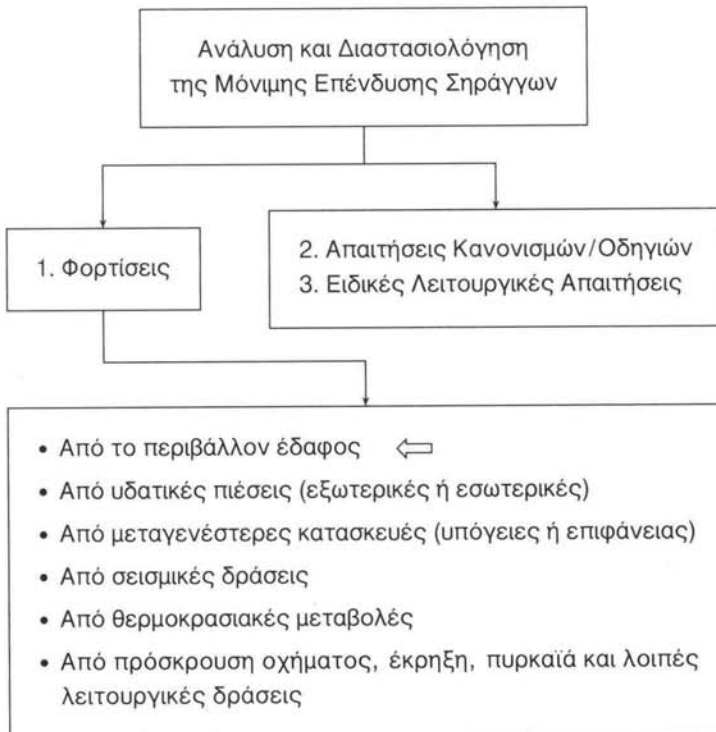 Ανάλυση και Διαστασιολόγηση
της Μόνιμης Επένδυσης Σηράγγων
1. Φορτίσεις
2. Απαιτήσεις Κανονισμών/Οδηγιών
3. Ειδικές Λειτουργικές Απαιτήσεις
• Από το περιβάλλον έδαφος
• Από υδατικές πιέσεις (εξωτερικές ή εσωτερικές)
• Από μεταγενέστερες κατασκευές (υπόγειες ή επιφάνειας)
• Από σεισμικές δράσεις
• Από θερμοκρασιακές μεταβολές
• Από πρόσκρουση οχήματος, έκρηξη, πυρκαϊά και λοιπές
λειτουργικές δράσεις